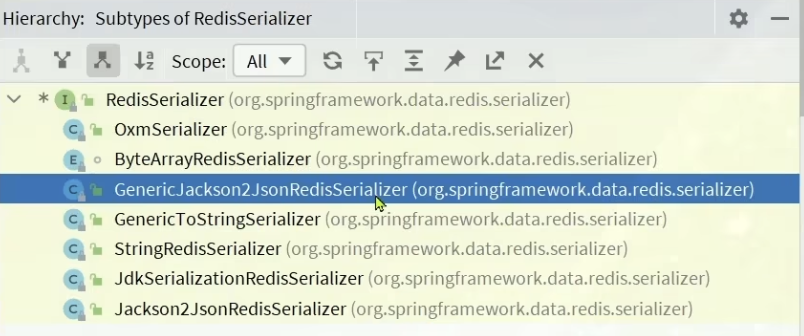 Hierarchy: Subtypes of RedisSerializer
Scope: All
RedisSerializer (org.springframework.data.redis.serializer)
OxmSerializer (org.springframework.data.redis.serializer)
ByteArrayRedisSerializer (org.springframework.data.redis.serializer)
GenericJackson2JsonRedisSerializer (org.springframework.data.redis.serializer)
GenericToStringSerializer (org.springframework.data.redis.serializer)
StringRedisSerializer (org.springframework.data.redis.serializer)
JdkSerializationRedisSerializer (org.springframework.data.redis.serializer)
Jackson2JsonRedisSerializer (org.springframework.data.redis.serializer)